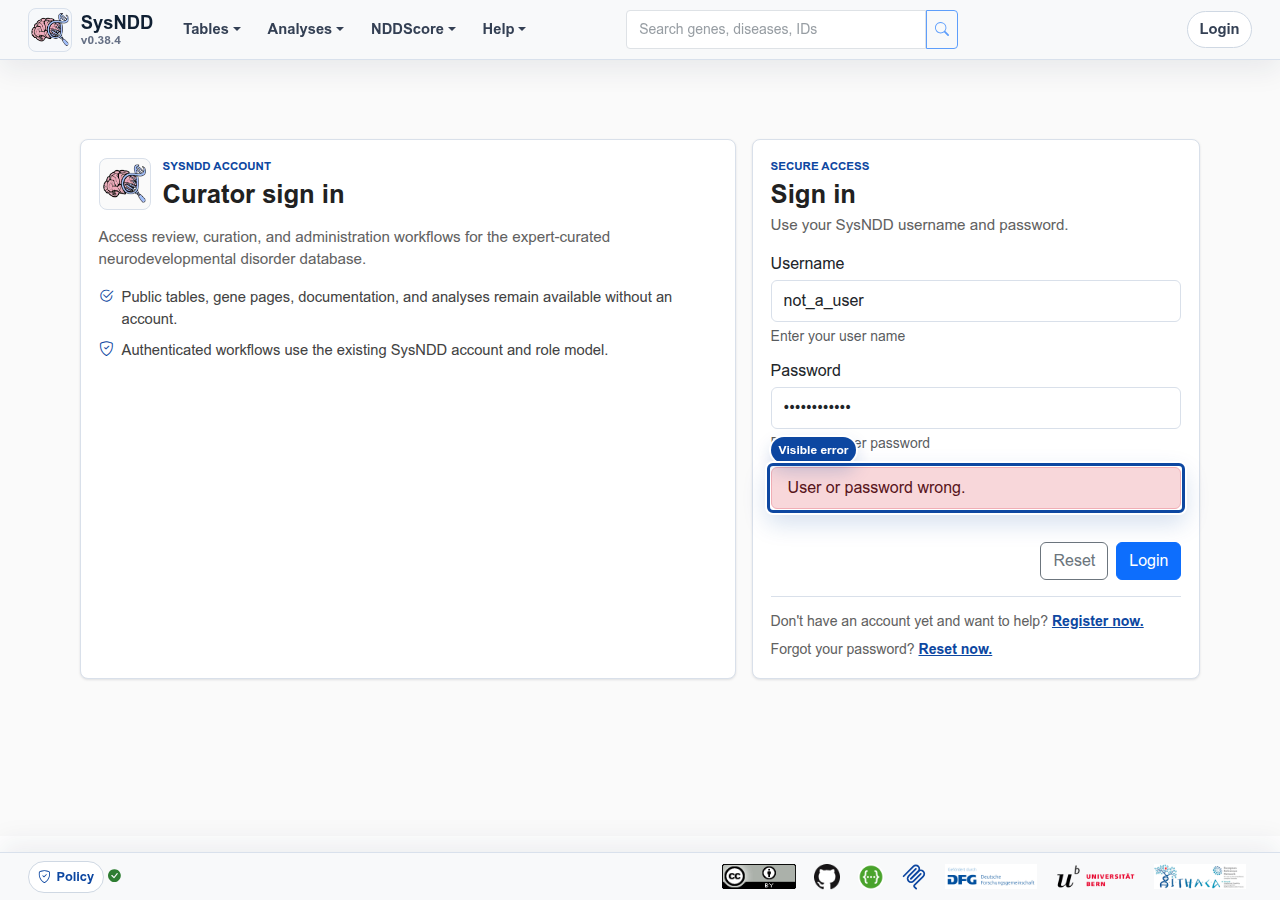 SysNDD
v0.38.4
Tables
Analyses
NDDScore
Help
Search genes, diseases, IDs
Login
SYSNDD ACCOUNT
Curator sign in
Access review, curation, and administration workflows for the expert-curated
neurodevelopmental disorder database.
Public tables, gene pages, documentation, and analyses remain available without an
account.
Authenticated workflows use the existing SysNDD account and role model.
SECURE ACCESS
Sign in
Use your SysNDD username and password.
Username
not_a_user
Enter your user name
Password
••••••••••••
password
Visible error
User or password wrong.
Reset
Login
Don't have an account yet and want to help? Register now.
Forgot your password? Reset now.
Policy
CC
BY
DFG Deutsche
Forschungsgemeinschaft
u b UNIVERSITÄT
BERN
ITHACA